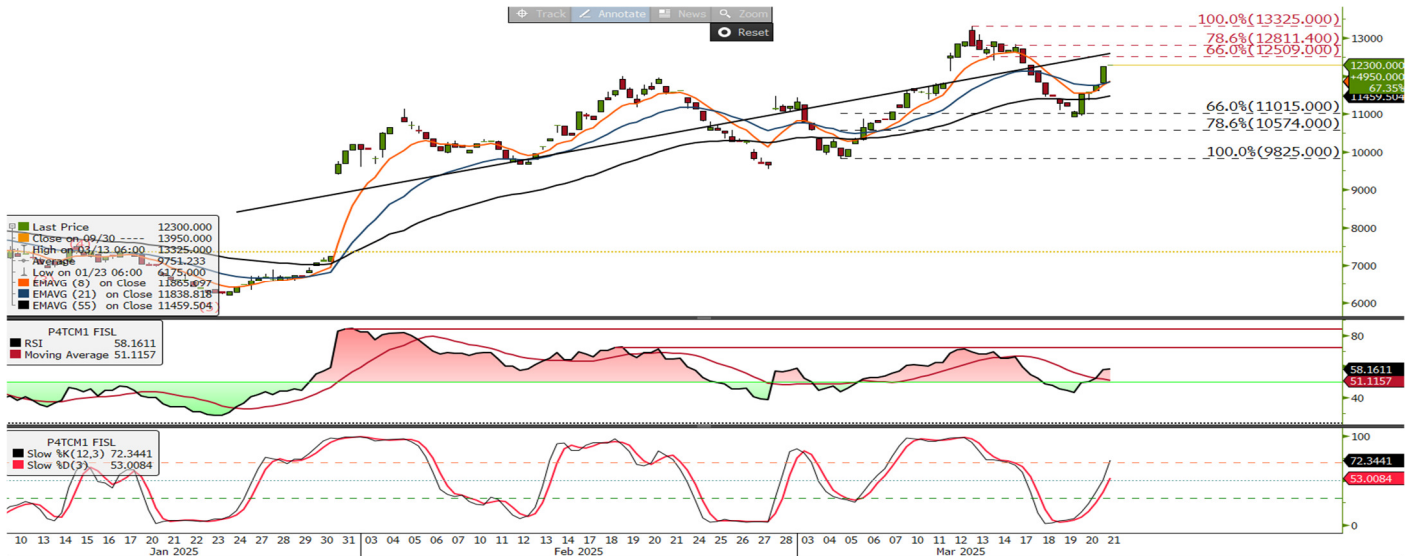 Track Annotate News Zoom
Reset
100.0%(13325.000)
78.6%(12811.400)
66.0%(12509.000)
66.0%(11015.000)
78.6%(10574.000)
100.0%(9825.000)
13000
12300.000
+4950.000
67.35%
11459.504
11000
10000
9000
8000
7000
6000
Last Price 12300.000
Close on 09/30 ---- 13950.000
High on 03/13 06:00 13325.000
Average 9751.233
Low on 01/23 06:00 6175.000
EMAVG (8) on Close 11865.097
EMAVG (21) on Close 11838.818
EMAVG (55) on Close 11459.504
P4TCM1 FISL
RSI 58.1611
Moving Average 51.1157
80
58.1611
51.1157
40
P4TCM1 FISL
Slow %K(12,3) 72.3441
Slow %D(3) 53.0084
100
72.3441
53.0084
0
10 13 14 15 16 17 20 21 22 23 24 27 28 29 30 31 03 04 05 06 07 10 11 12 13 14 17 18 19 20 21 24 25 26 27 28 03 04 05 06 07 10 11 12 13 14 17 18 19 20 21
Jan 2025 Feb 2025 Mar 2025